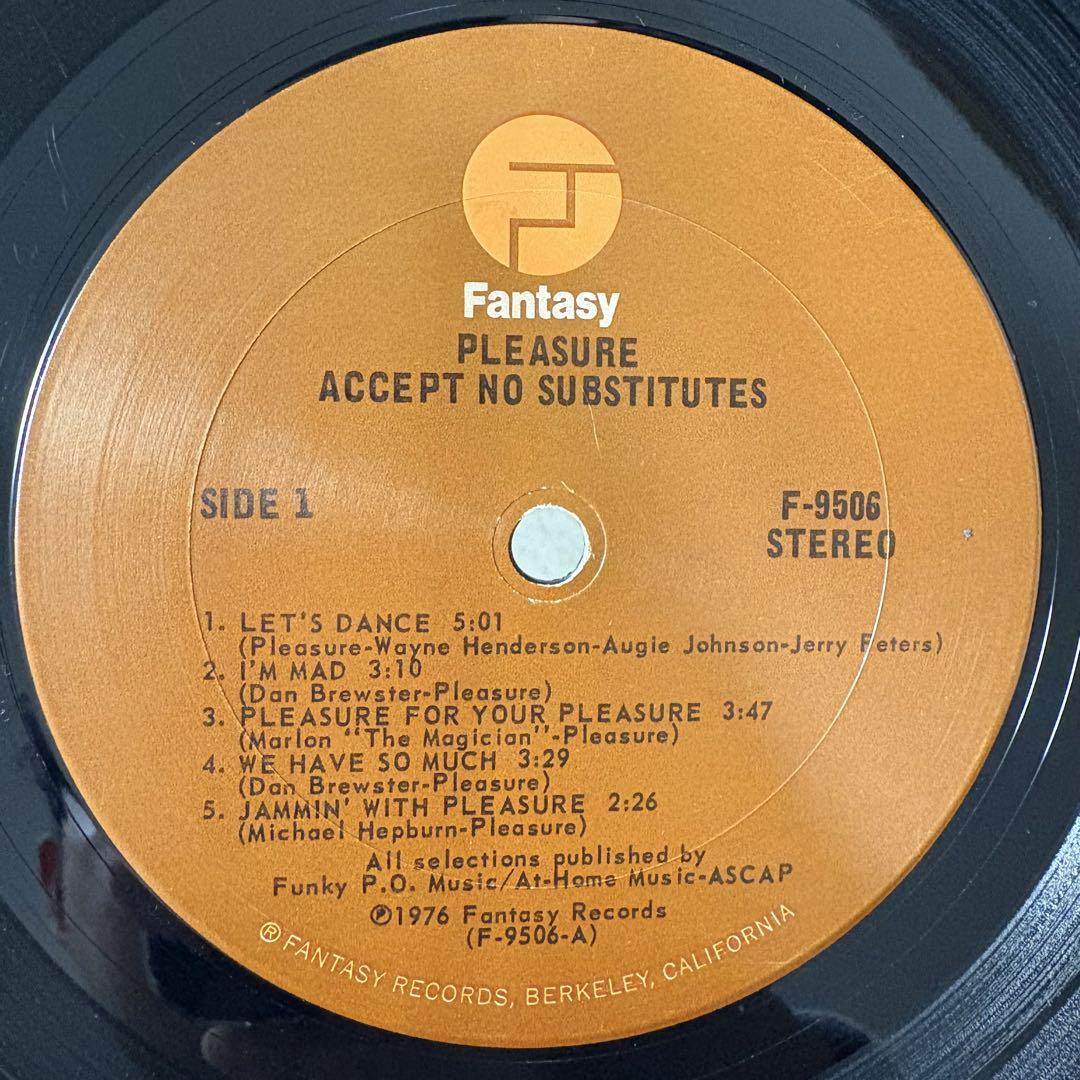 Fantasy
PLEASURE
ACCEPT NO SUBSTITUTES
SIDE 1
F-9506
STEREO
1. LET'S DANCE 5:01
(Pleasure-Wayne Henderson-Augie Johnson-Jerry Peters)
2. I'M MAD 3:10
(Dan Brewster-Pleasure)
3. PLEASURE FOR YOUR PLEASURE 3:47
(Marlon "The Magician"-Pleasure)
4. WE HAVE SO MUCH 3:29
(Dan Brewster-Pleasure)
5. JAMMIN' WITH PLEASURE 2:26
(Michael Hepburn-Pleasure)
All selections published by
Funky P.O. Music/At-Home Music-ASCAP
℗1976 Fantasy Records
(F-9506-A)
® FANTASY RECORDS, BERKELEY, CALIFORNIA